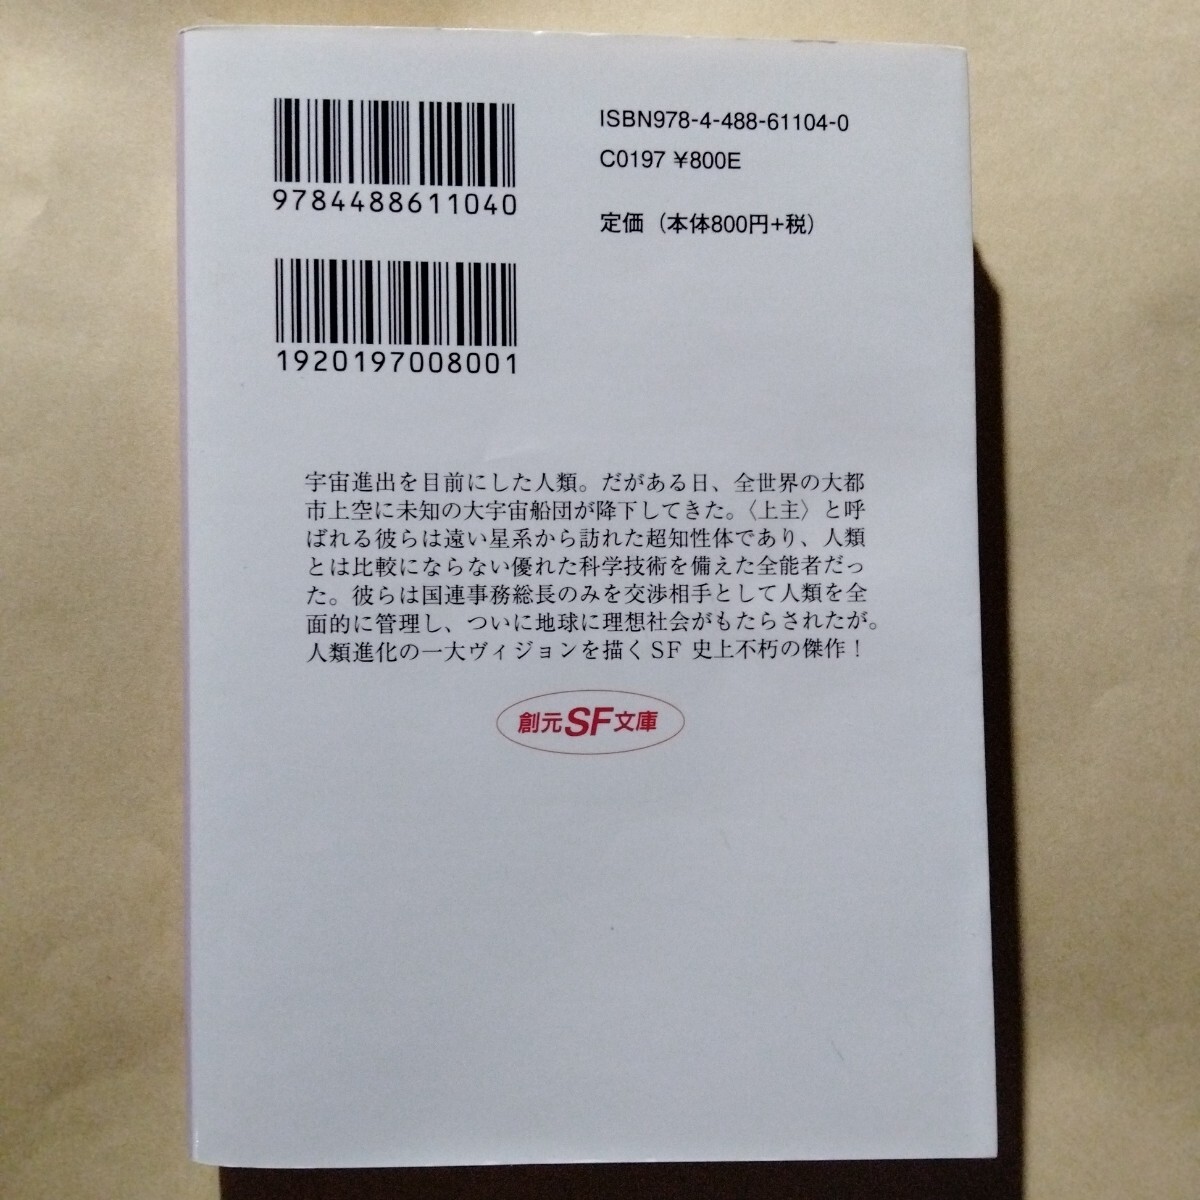 ISBN978-4-488-61104-0
C0197 ¥800E
定価（本体800円+税）
9784488611040
1920197008001
宇宙進出を目前にした人類。だがある日、全世界の大都
市上空に未知の大宇宙船団が降下してきた。〈上主〉と呼
ばれる彼らは遠い星系から訪れた超知性体であり、人類
とは比較にならない優れた科学技術を備えた全能者だっ
た。彼らは国連事務総長のみを交渉相手として人類を全
面的に管理し、ついに地球に理想社会がもたらされたが。
人類進化の一大ヴィジョンを描くSF 史上不朽の傑作！
創元SF文庫